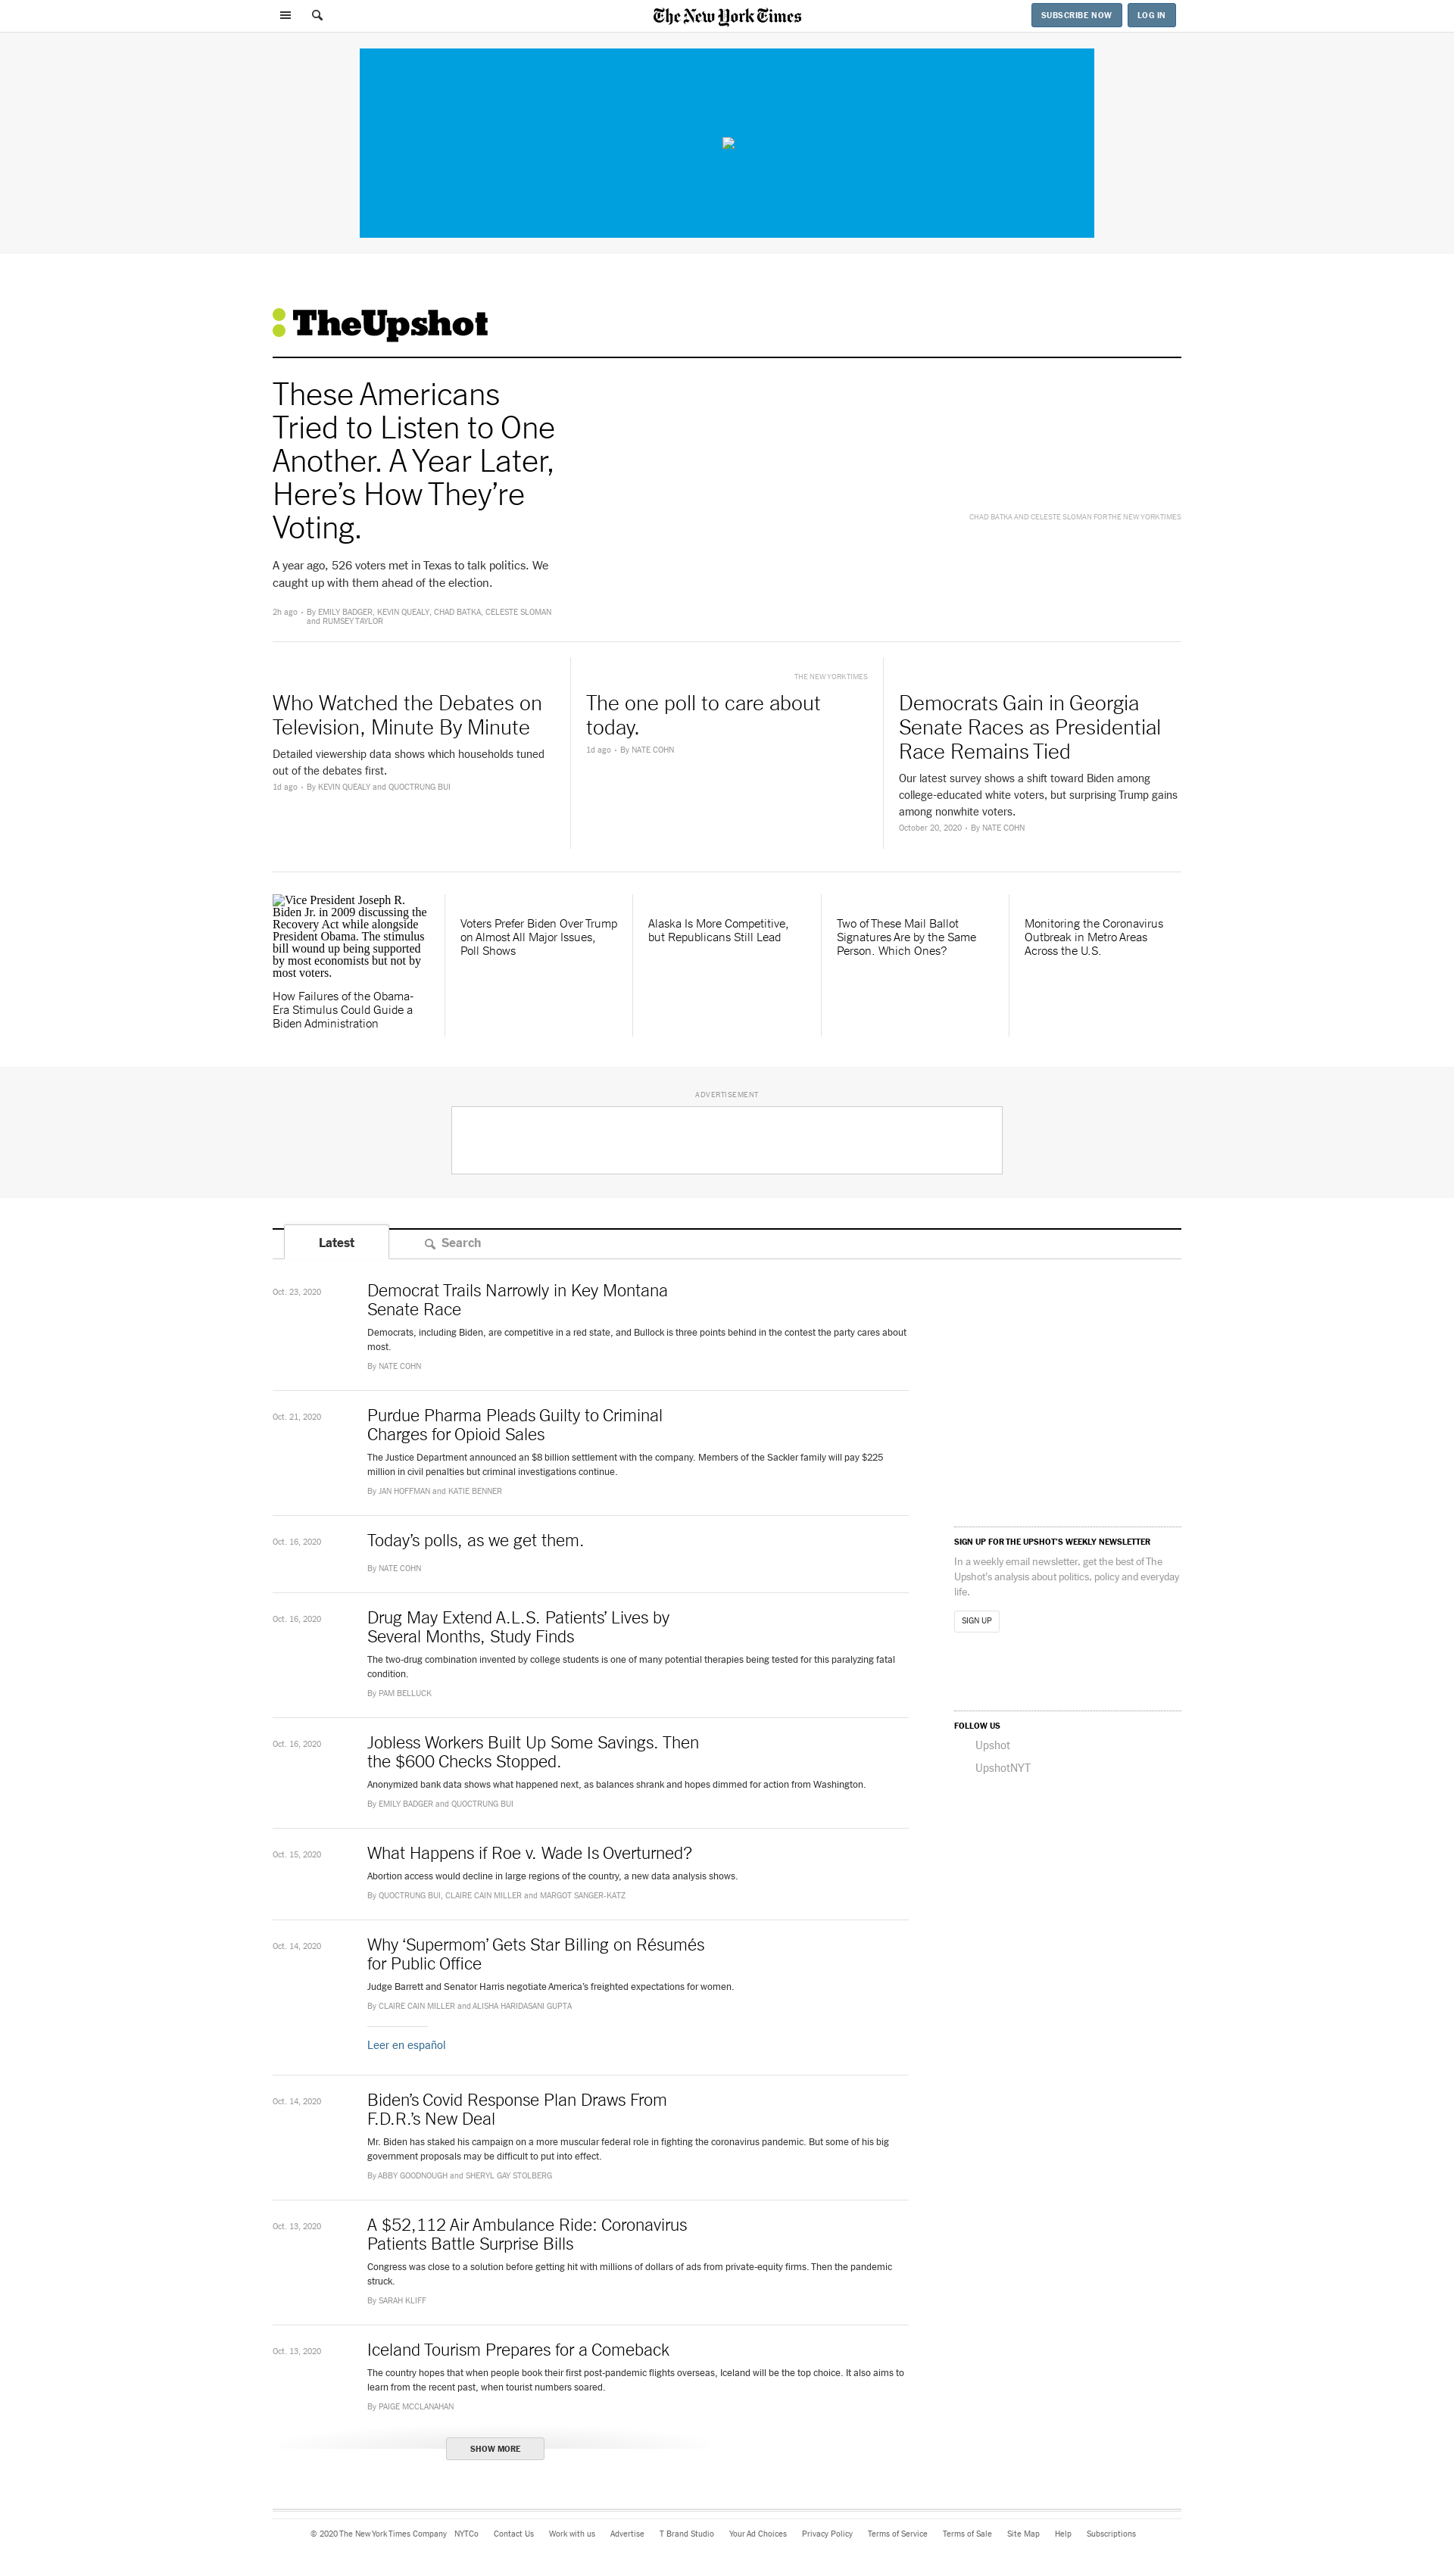 The New York Times
SUBSCRIBE NOW
LOG IN
TheUpshot
These Americans
Tried to Listen to One
Another. A Year Later,
Here’s How They’re
Voting.
A year ago, 526 voters met in Texas to talk politics. We
caught up with them ahead of the election.
2h ago • By EMILY BADGER, KEVIN QUEALY, CHAD BATKA, CELESTE SLOMAN
and RUMSEY TAYLOR
CHAD BATKA AND CELESTE SLOMAN FOR THE NEW YORK TIMES
Who Watched the Debates on
Television, Minute By Minute
Detailed viewership data shows which households tuned
out of the debates first.
1d ago • By KEVIN QUEALY and QUOCTRUNG BUI
THE NEW YORK TIMES
The one poll to care about
today.
1d ago • By NATE COHN
Democrats Gain in Georgia
Senate Races as Presidential
Race Remains Tied
Our latest survey shows a shift toward Biden among
college-educated white voters, but surprising Trump gains
among nonwhite voters.
October 20, 2020 • By NATE COHN
Vice President Joseph R.
Biden Jr. in 2009 discussing the
Recovery Act while alongside
President Obama. The stimulus
bill wound up being supported
by most economists but not by
most voters.
How Failures of the Obama-
Era Stimulus Could Guide a
Biden Administration
Voters Prefer Biden Over Trump
on Almost All Major Issues,
Poll Shows
Alaska Is More Competitive,
but Republicans Still Lead
Two of These Mail Ballot
Signatures Are by the Same
Person. Which Ones?
Monitoring the Coronavirus
Outbreak in Metro Areas
Across the U.S.
ADVERTISEMENT
Latest
Search
Oct. 23, 2020
Democrat Trails Narrowly in Key Montana
Senate Race
Democrats, including Biden, are competitive in a red state, and Bullock is three points behind in the contest the party cares about
most.
By NATE COHN
Oct. 21, 2020
Purdue Pharma Pleads Guilty to Criminal
Charges for Opioid Sales
The Justice Department announced an $8 billion settlement with the company. Members of the Sackler family will pay $225
million in civil penalties but criminal investigations continue.
By JAN HOFFMAN and KATIE BENNER
Oct. 16, 2020
Today’s polls, as we get them.
By NATE COHN
Oct. 16, 2020
Drug May Extend A.L.S. Patients’ Lives by
Several Months, Study Finds
The two-drug combination invented by college students is one of many potential therapies being tested for this paralyzing fatal
condition.
By PAM BELLUCK
Oct. 16, 2020
Jobless Workers Built Up Some Savings. Then
the $600 Checks Stopped.
Anonymized bank data shows what happened next, as balances shrank and hopes dimmed for action from Washington.
By EMILY BADGER and QUOCTRUNG BUI
Oct. 15, 2020
What Happens if Roe v. Wade Is Overturned?
Abortion access would decline in large regions of the country, a new data analysis shows.
By QUOCTRUNG BUI, CLAIRE CAIN MILLER and MARGOT SANGER-KATZ
Oct. 14, 2020
Why ‘Supermom’ Gets Star Billing on Résumés
for Public Office
Judge Barrett and Senator Harris negotiate America’s freighted expectations for women.
By CLAIRE CAIN MILLER and ALISHA HARIDASANI GUPTA
Leer en español
Oct. 14, 2020
Biden’s Covid Response Plan Draws From
F.D.R.’s New Deal
Mr. Biden has staked his campaign on a more muscular federal role in fighting the coronavirus pandemic. But some of his big
government proposals may be difficult to put into effect.
By ABBY GOODNOUGH and SHERYL GAY STOLBERG
Oct. 13, 2020
A $52,112 Air Ambulance Ride: Coronavirus
Patients Battle Surprise Bills
Congress was close to a solution before getting hit with millions of dollars of ads from private-equity firms. Then the pandemic
struck.
By SARAH KLIFF
Oct. 13, 2020
Iceland Tourism Prepares for a Comeback
The country hopes that when people book their first post-pandemic flights overseas, Iceland will be the top choice. It also aims to
learn from the recent past, when tourist numbers soared.
By PAIGE MCCLANAHAN
SHOW MORE
SIGN UP FOR THE UPSHOT’S WEEKLY NEWSLETTER
In a weekly email newsletter, get the best of The
Upshot’s analysis about politics, policy and everyday
life.
SIGN UP
FOLLOW US
Upshot
UpshotNYT
© 2020 The New York Times Company NYTCo Contact Us Work with us Advertise T Brand Studio Your Ad Choices Privacy Policy Terms of Service Terms of Sale Site Map Help Subscriptions